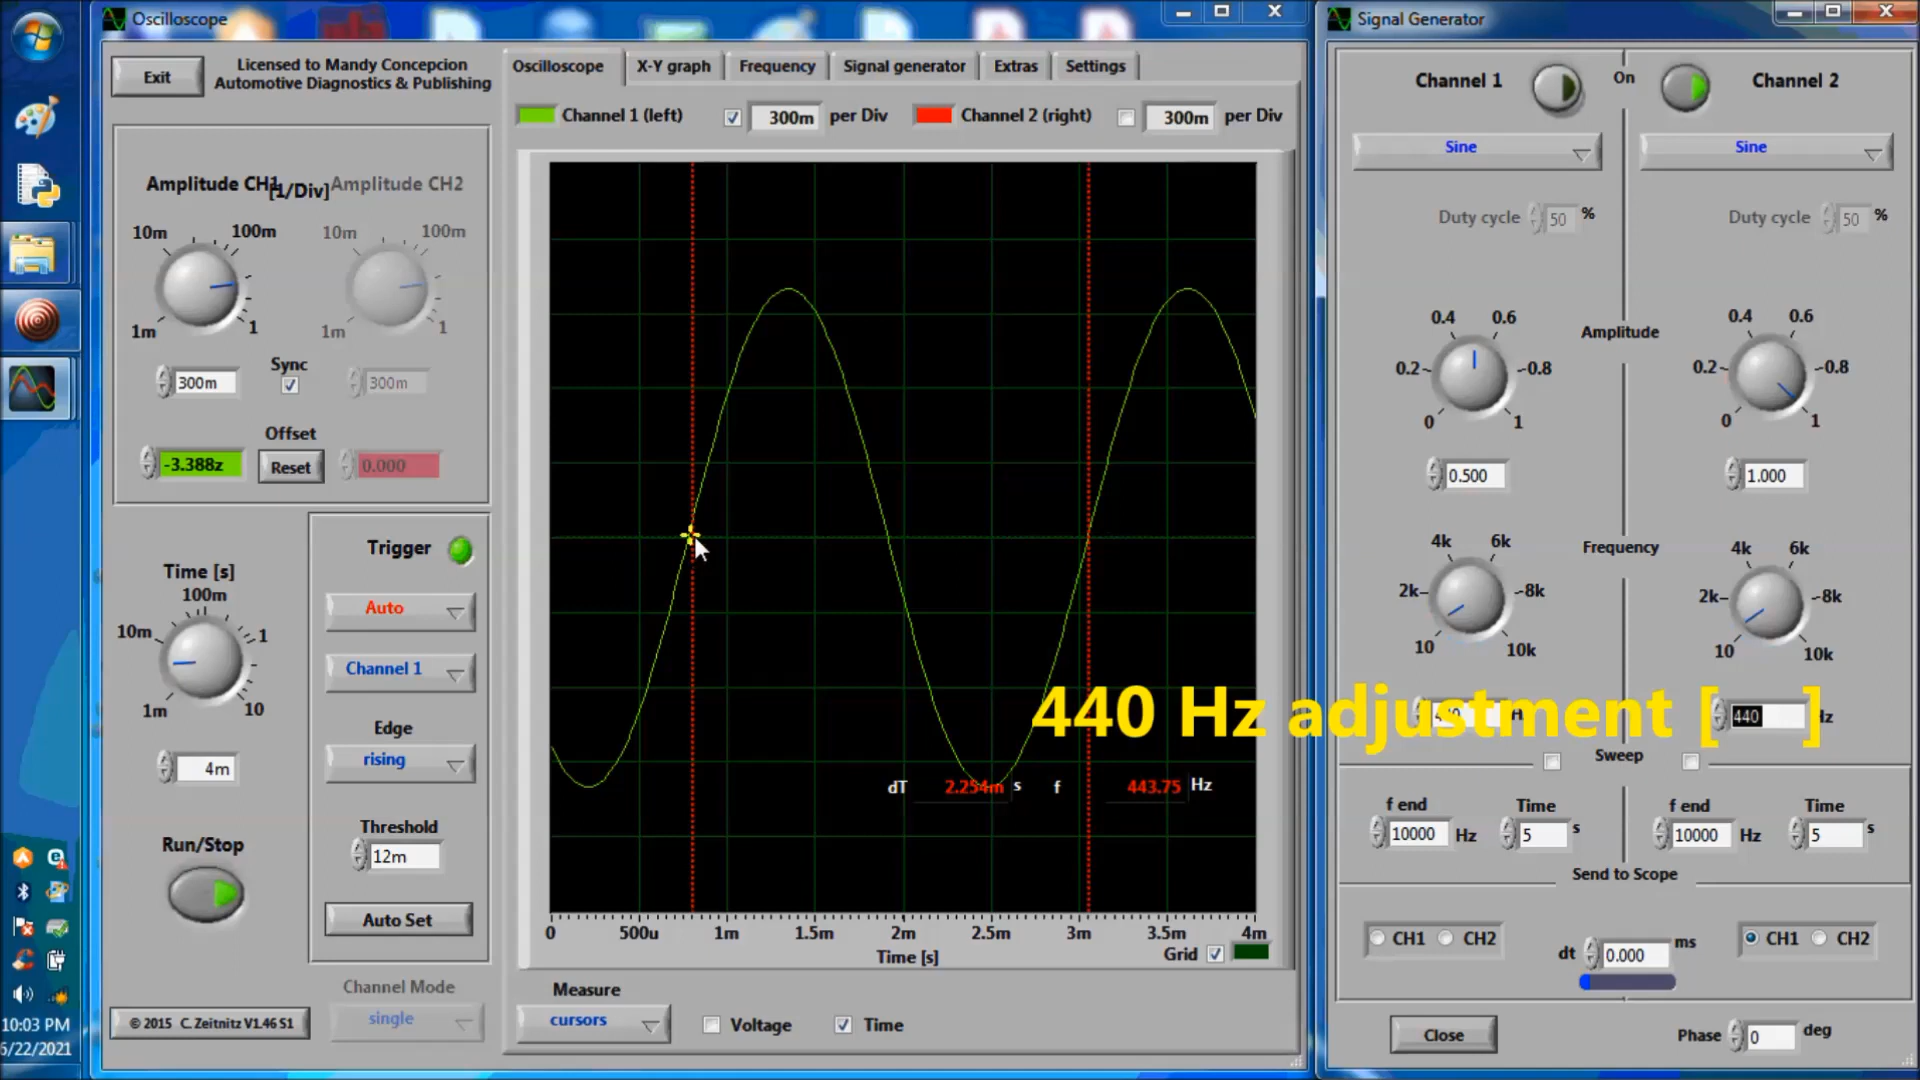 Oscilloscope
Exit
Licensed to Mandy Concepcion
Automotive Diagnostics & Publishing
Amplitude CH1
[1/Div]
Amplitude CH2
10m
100m
10m
100m
1m
1
1m
1
300m
Sync
300m
Offset
-3.388z
Reset
0.000
Time [s]
100m
10m
1
1m
10
4m
Run/Stop
Trigger
Auto
Channel 1
Edge
rising
Threshold
12m
Auto Set
© 2015 C.Zeitnitz V1.46 S1
Channel Mode
single
Oscilloscope
X-Y graph
Frequency
Signal generator
Extras
Settings
Channel 1 (left)
300m per Div
Channel 2 (right)
300m per Div
dT 2.254m s f 443.75 Hz
0 500u 1m 1.5m 2m 2.5m 3m 3.5m 4m
Time [s]
Grid
Measure
cursors
Voltage
Time
Signal Generator
Channel 1
On
Channel 2
Sine
Sine
Duty cycle 50 %
Duty cycle 50 %
0.4 0.6
Amplitude
0.4 0.6
0.2 0.8
0.2 0.8
0 1
0 1
0.500
1.000
4k 6k
Frequency
4k 6k
2k 8k
2k 8k
10 10k
10 10k
440 Hz adjustment [ ]
440 Hz
Sweep
f end Time
f end Time
10000 Hz 5 s
10000 Hz 5 s
Send to Scope
CH1 CH2
dt 0.000 ms
CH1 CH2
Close
Phase 0 deg
10:03 PM
6/22/2021